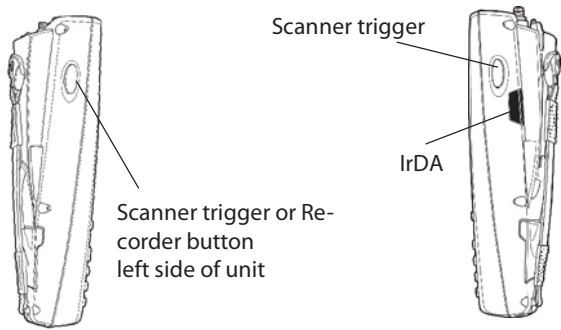 Scanner trigger
IrDA
Scanner trigger or Re-
corder button
left side of unit